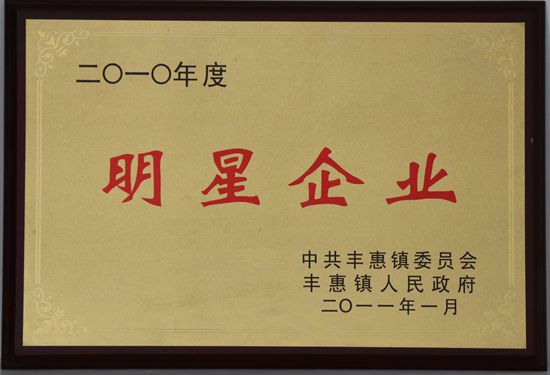 二〇一〇年度
明星企业
中共丰惠镇委员会
丰惠镇人民政府
二〇一一年一月